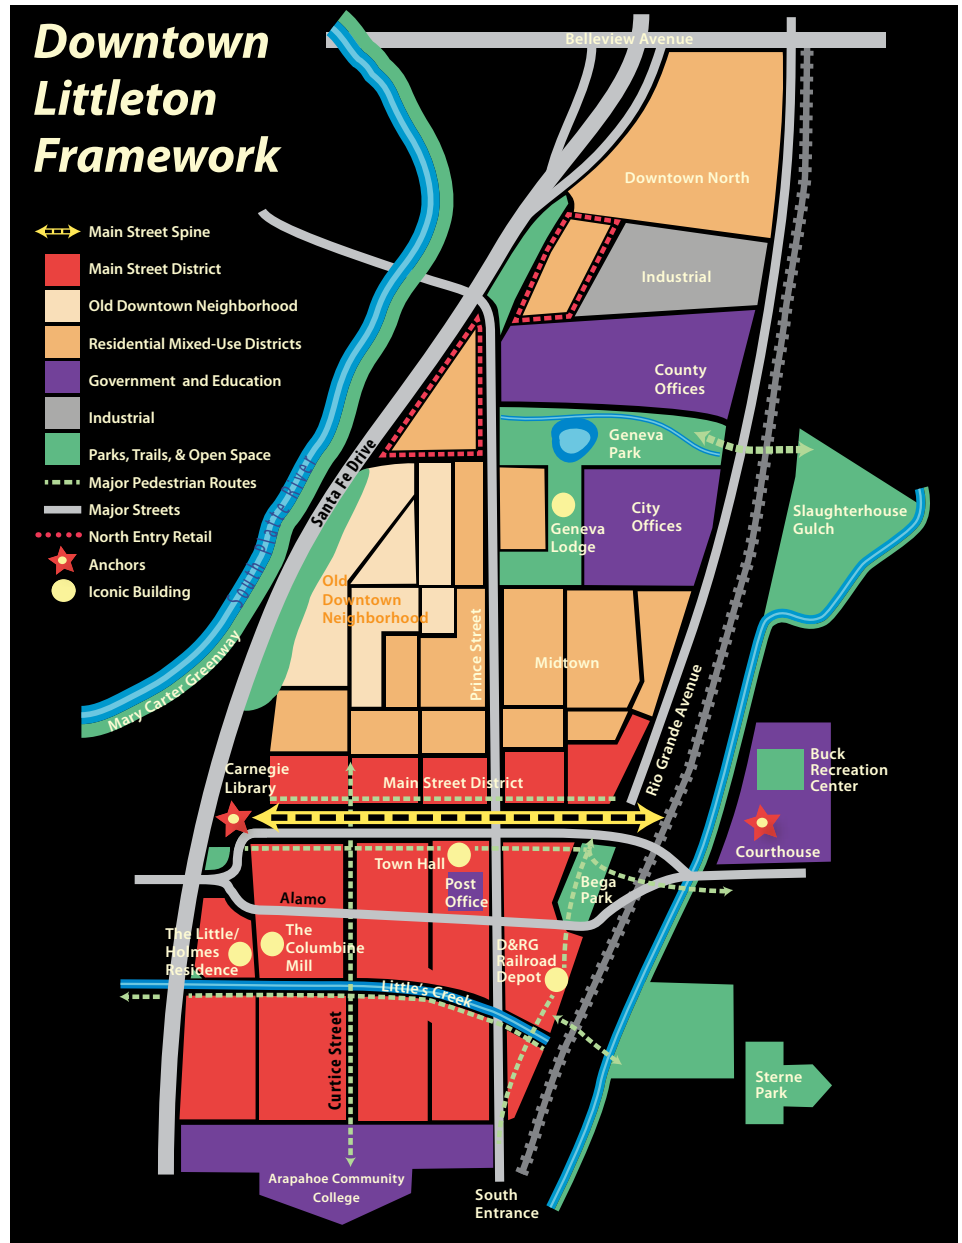 Downtown
Littleton
Framework
Main Street Spine
Main Street District
Old Downtown Neighborhood
Residential Mixed-Use Districts
Government and Education
Industrial
Parks, Trails, & Open Space
Major Pedestrian Routes
Major Streets
North Entry Retail
Anchors
Iconic Building
Belleview Avenue
Downtown North
Industrial
County
Offices
Geneva
Park
Santa Fe Drive
South Platte River
Mary Carter Greenway
City
Offices
Geneva
Lodge
Slaughterhouse
Gulch
Old
Downtown
Neighborhood
Prince Street
Midtown
Rio Grande Avenue
Buck
Recreation
Center
Courthouse
Carnegie
Library
Main Street District
Town Hall
Post
Office
Bega
Park
Alamo
The Little/
Holmes
Residence
The
Columbine
Mill
D&RG
Railroad
Depot
Little's Creek
Curtice Street
Sterne
Park
Arapahoe Community
College
South
Entrance